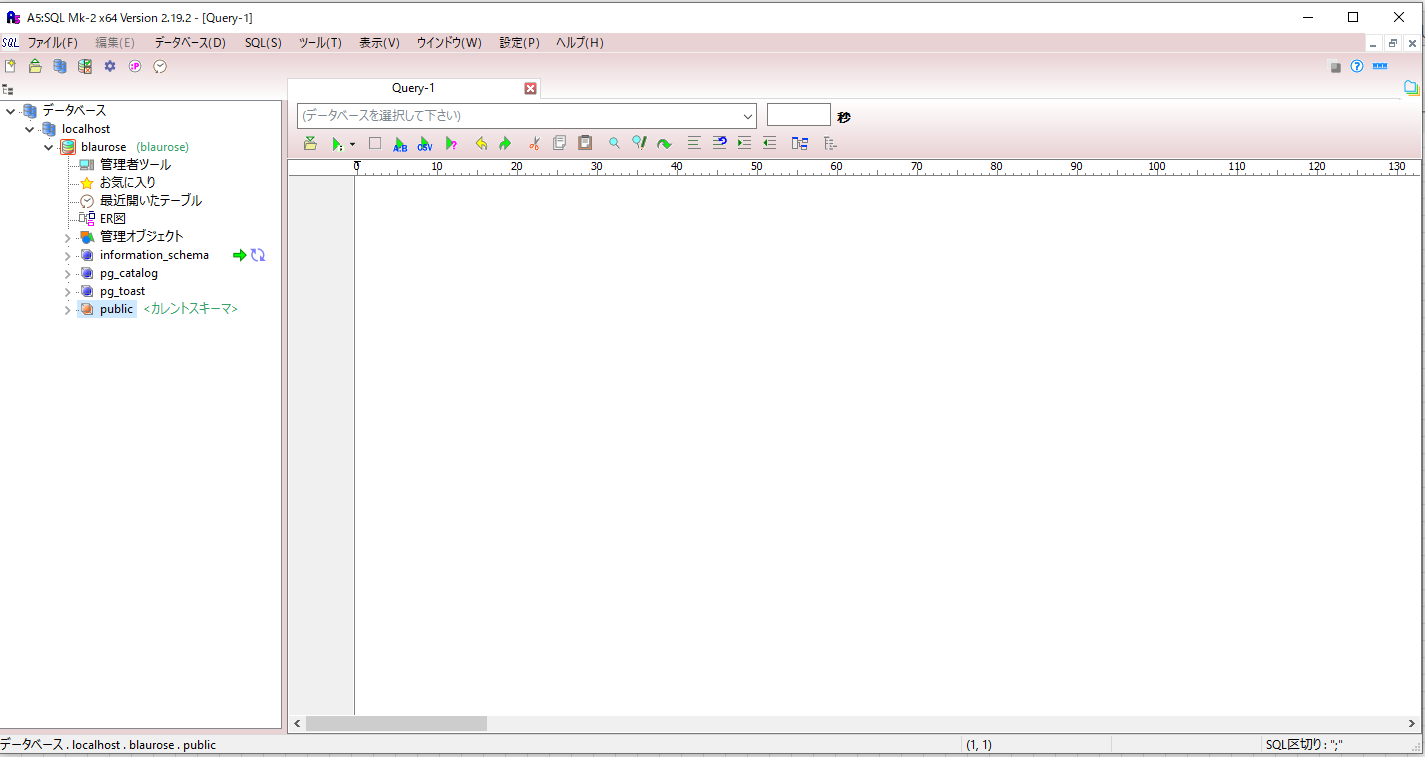 A5:SQL Mk-2 x64 Version 2.19.2 - [Query-1]
SQL ファイル(F) 編集(E) データベース(D) SQL(S) ツール(T) 表示(V) ウインドウ(W) 設定(P) ヘルプ(H)
Query-1
データベース
(データベースを選択して下さい) 秒
localhost
blaurose (blaurose)
A:B CSV
管理者ツール
0 10 20 30 40 50 60 70 80 90 100 110 120 130
お気に入り
最近開いたテーブル
ER図
管理オブジェクト
information_schema
pg_catalog
pg_toast
public <カレントスキーマ>
データベース . localhost . blaurose . public (1, 1) SQL区切り : ";"